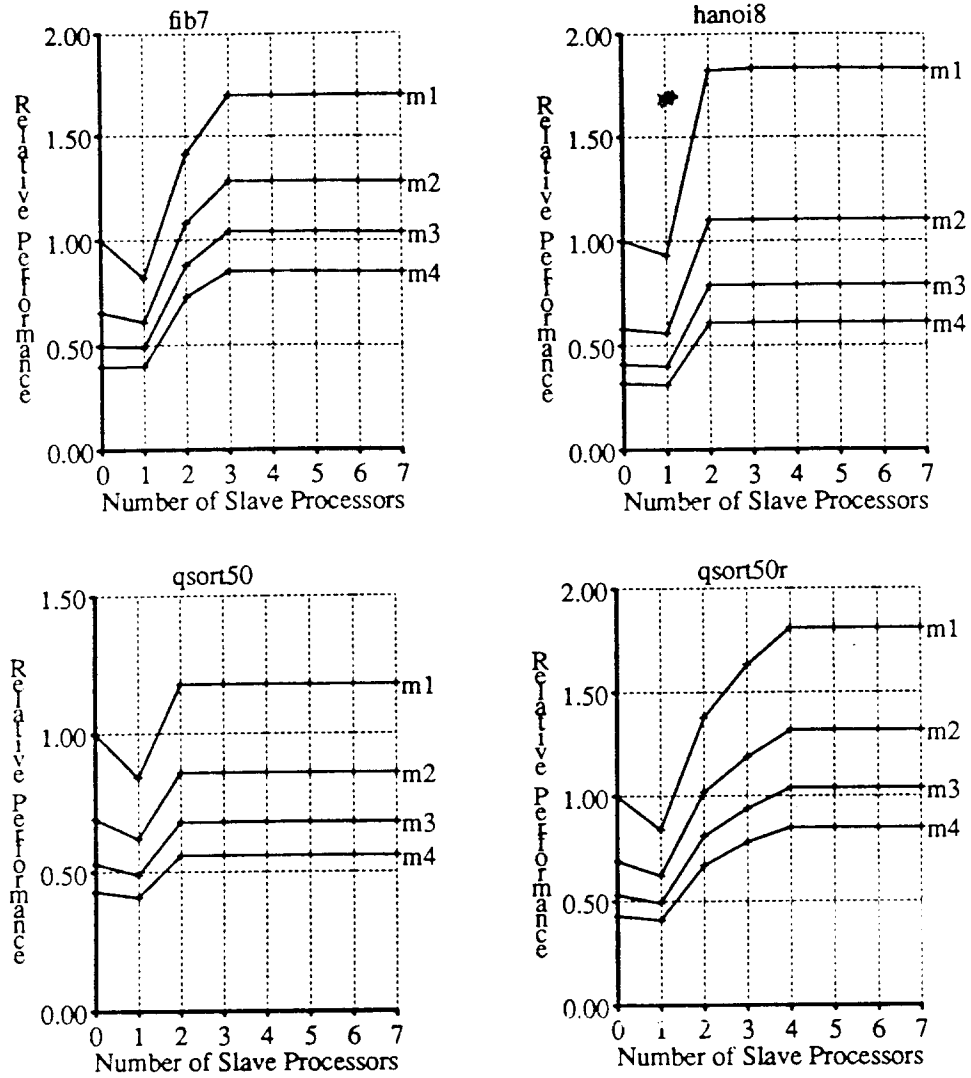 fib7
2.00
1.50
1.00
0.50
0.00
Relative Performance
m1
m2
m3
m4
0 1 2 3 4 5 6 7
Number of Slave Processors
hanoi8
2.00
1.50
1.00
0.50
0.00
Relative Performance
m1
m2
m3
m4
0 1 2 3 4 5 6 7
Number of Slave Processors
qsort50
1.50
1.00
0.50
0.00
Relative Performance
m1
m2
m3
m4
0 1 2 3 4 5 6 7
Number of Slave Processors
qsort50r
2.00
1.50
1.00
0.50
0.00
Relative Performance
m1
m2
m3
m4
0 1 2 3 4 5 6 7
Number of Slave Processors